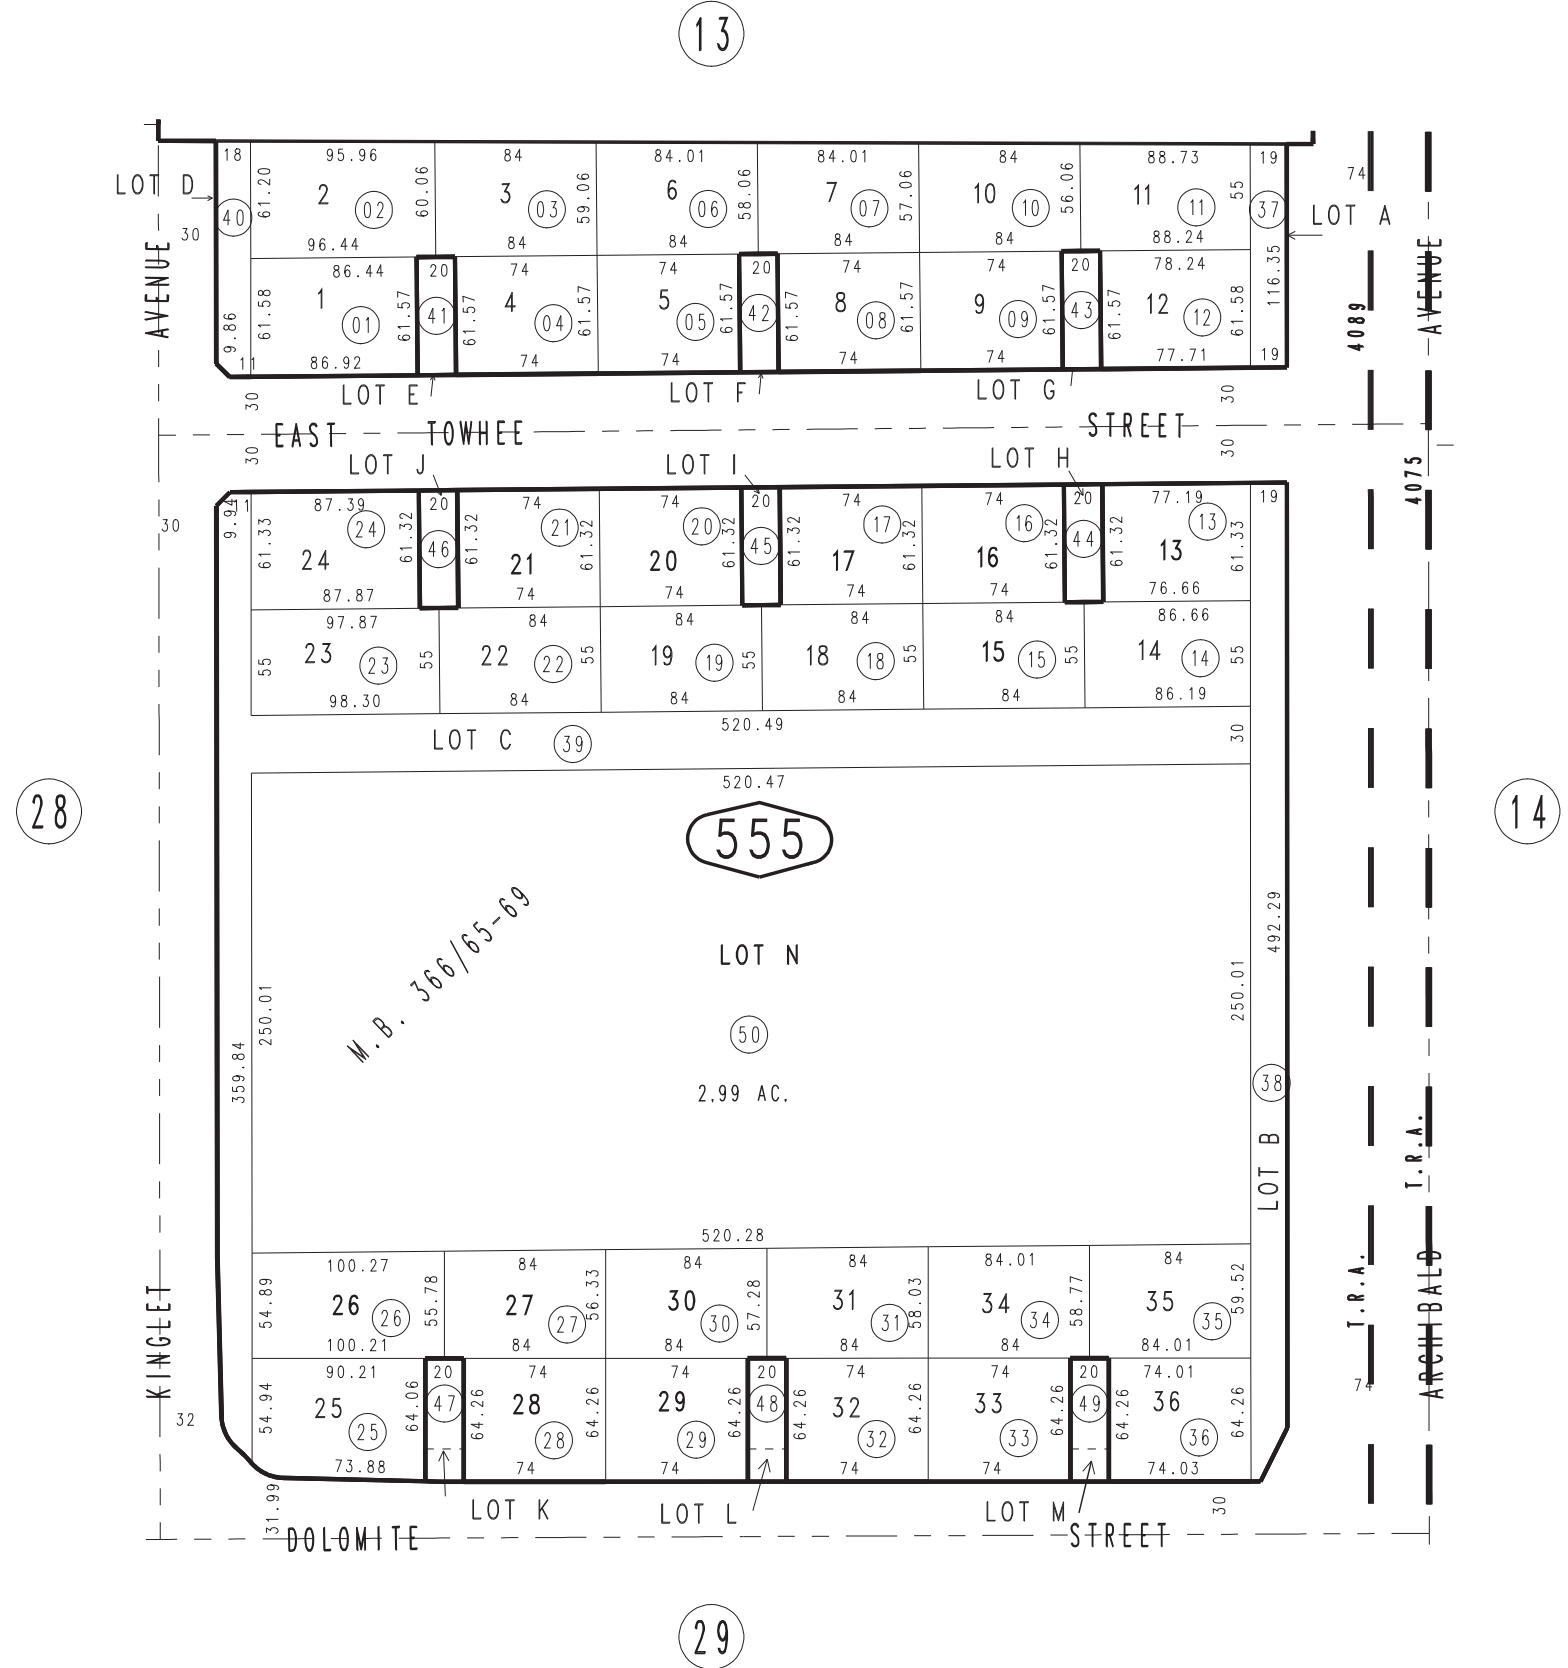 13
18 95.96 84 84.01 84.01 84 88.73 19
LOT D 40 61.20 2 02 60.06 3 03 59.06 6 06 58.06 7 07 57.06 10 10 56.06 11 11 55 37 LOT A 74
30 96.44 84 84 84 84 88.24
AVENUE 86.44 20 74 74 20 74 74 20 78.24 116.35 AVENUE
9.86 61.58 1 01 61.57 41 61.57 4 04 61.57 5 05 61.57 42 61.57 8 08 61.57 9 09 61.57 43 61.57 12 12 61.58 4089
11 86.92 74 74 74 74 77.71 19
30 LOT E LOT F LOT G 30
EAST TOWHEE STREET
30 LOT J LOT I LOT H 30 4075
9.94 11 87.39 20 74 74 20 74 74 20 77.19 19
30 61.33 24 24 61.32 46 61.32 21 21 61.32 20 20 61.32 45 61.32 17 17 61.32 16 16 61.32 44 61.32 13 13 61.33
87.87 74 74 74 74 76.66
97.87 84 84 84 84 86.66
55 23 23 55 22 22 55 19 19 55 18 18 55 15 15 55 14 14 55
98.30 84 84 84 84 86.19
LOT C 39 520.49 30
520.47
28 555 14
M.B. 366/65-69
LOT N 492.29
250.01 50 250.01
359.84 2.99 AC. 38
LOT B T.R.A.
520.28
100.27 84 84 84 84.01 84
54.89 26 26 55.78 27 27 56.33 30 30 57.28 31 31 58.03 34 34 58.77 35 35 59.52 T.R.A. ARCHIBALD
KINGLET 100.21 84 84 84 84 84.01
90.21 20 74 74 20 74 74 20 74.01 74
32 54.94 25 25 64.06 47 64.26 28 28 64.26 29 29 64.26 48 64.26 32 32 64.26 33 33 64.26 49 64.26 36 36 64.26
73.88 74 74 74 74 74.03
31.99 LOT K LOT L LOT M 30
DOLOMITE STREET
29